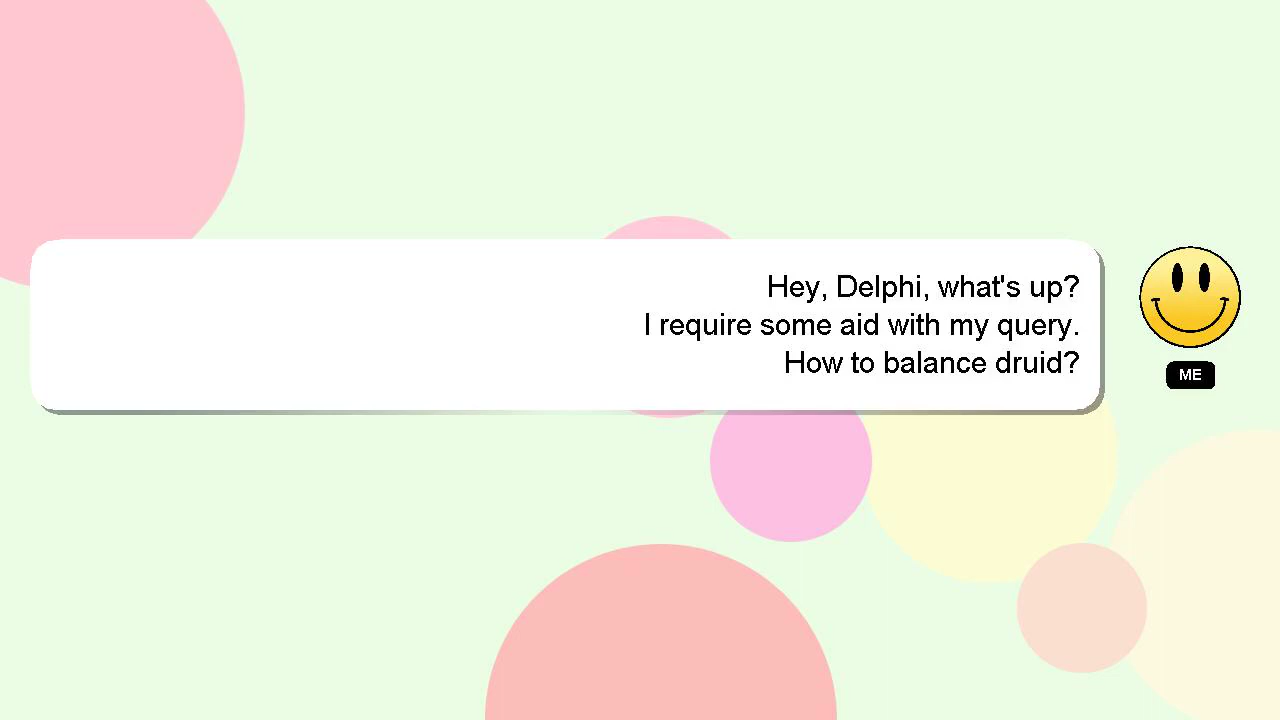 Hey, Delphi, what's up?
I require some aid with my query.
How to balance druid?
ME